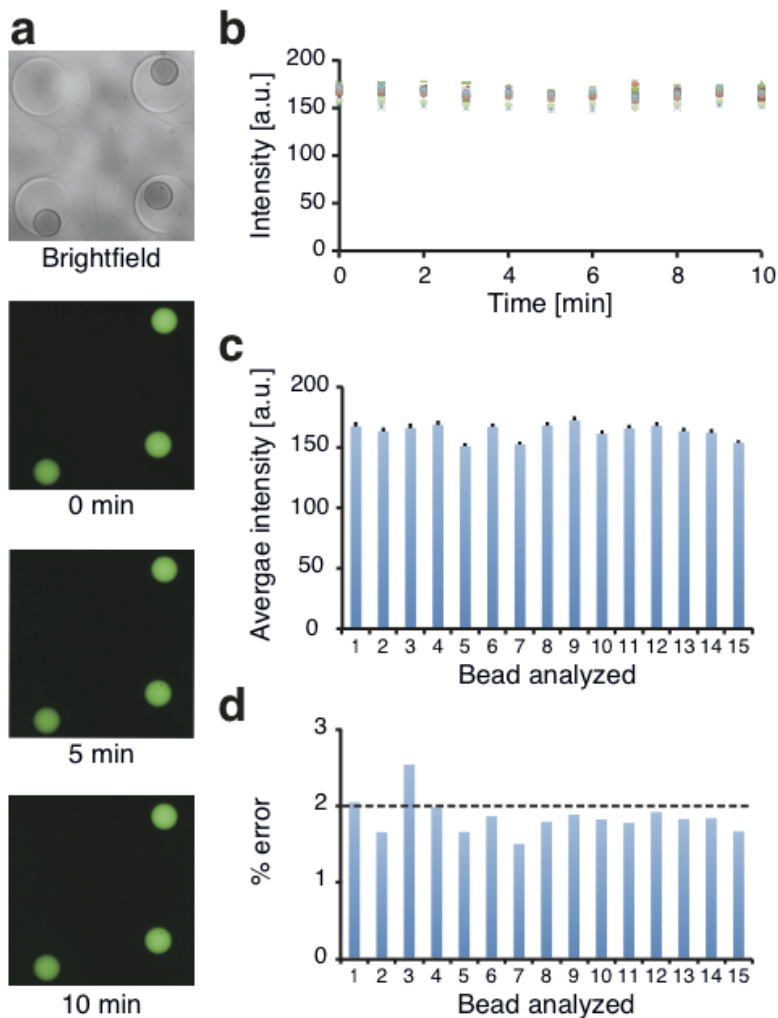 a
Brightfield
0 min
5 min
10 min
b
Intensity [a.u.]
200
150
100
50
0
0 2 4 6 8 10
Time [min]
c
Avergae intensity [a.u.]
200
150
100
50
0
1 2 3 4 5 6 7 8 9 10 11 12 13 14 15
Bead analyzed
d
% error
3
2
1
0
1 2 3 4 5 6 7 8 9 10 11 12 13 14 15
Bead analyzed